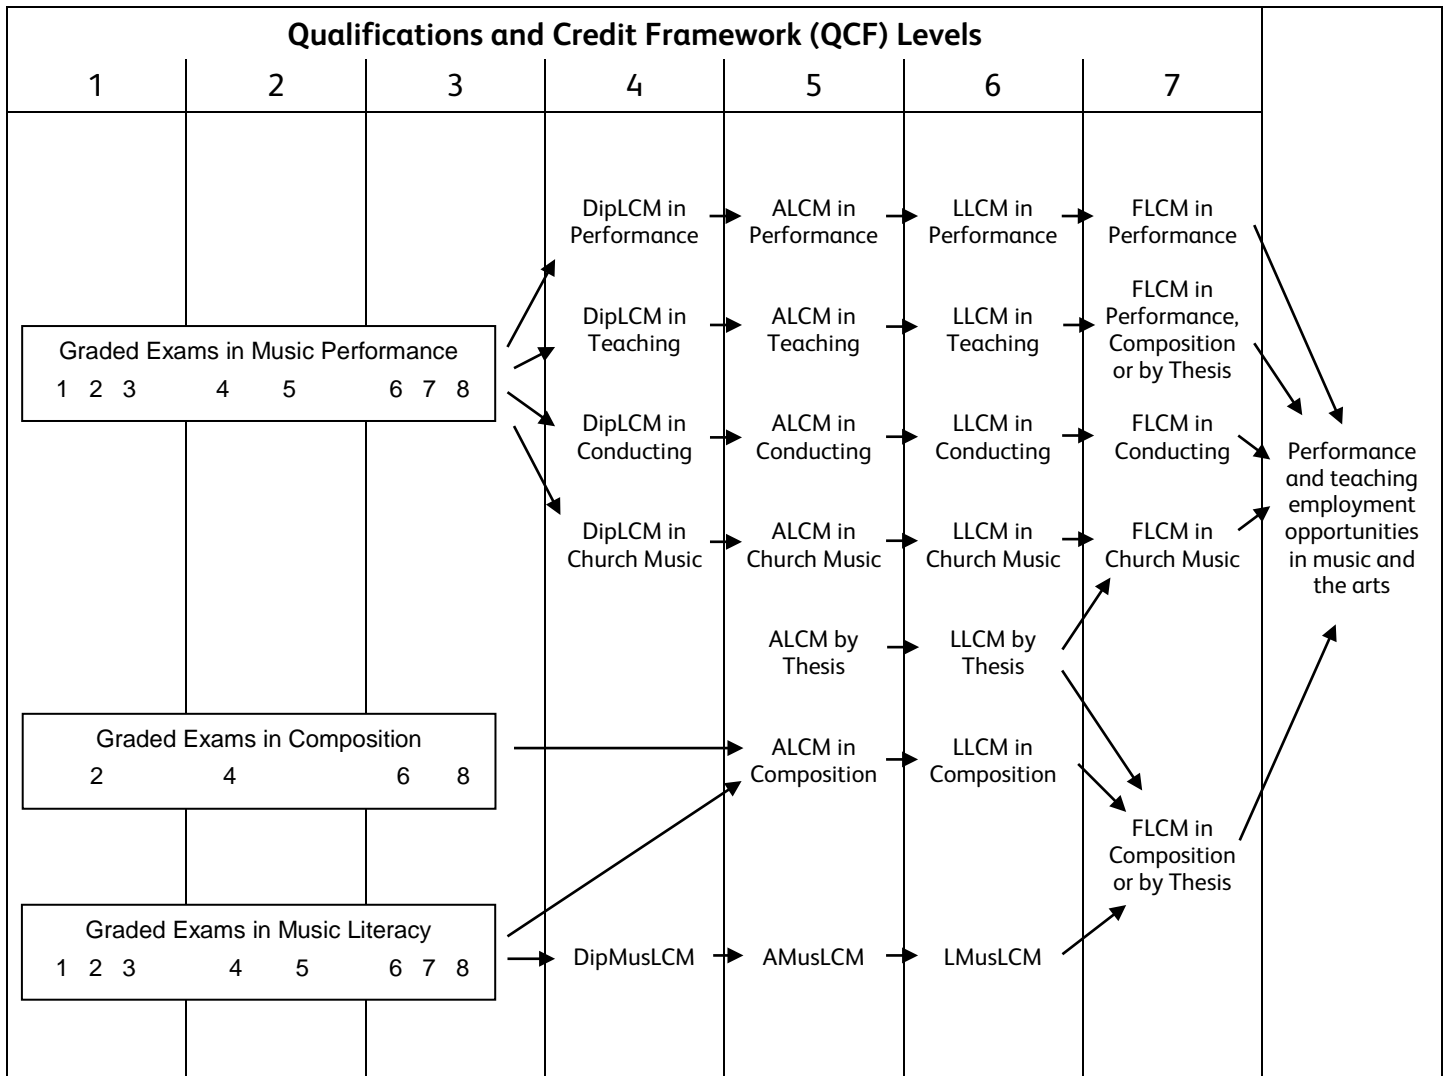 Qualifications and Credit Framework (QCF) Levels
1 2 3 4 5 6 7
DipLCM in
Performance
ALCM in
Performance
LLCM in
Performance
FLCM in
Performance
Graded Exams in Music Performance
1 2 3 4 5 6 7 8
DipLCM in
Teaching
ALCM in
Teaching
LLCM in
Teaching
FLCM in
Performance,
Composition
or by Thesis
DipLCM in
Conducting
ALCM in
Conducting
LLCM in
Conducting
FLCM in
Conducting
Performance
and teaching
employment
opportunities
in music and
the arts
DipLCM in
Church Music
ALCM in
Church Music
LLCM in
Church Music
FLCM in
Church Music
ALCM by
Thesis
LLCM by
Thesis
Graded Exams in Composition
2 4 6 8
ALCM in
Composition
LLCM in
Composition
FLCM in
Composition
or by Thesis
Graded Exams in Music Literacy
1 2 3 4 5 6 7 8
DipMusLCM
AMusLCM
LMusLCM